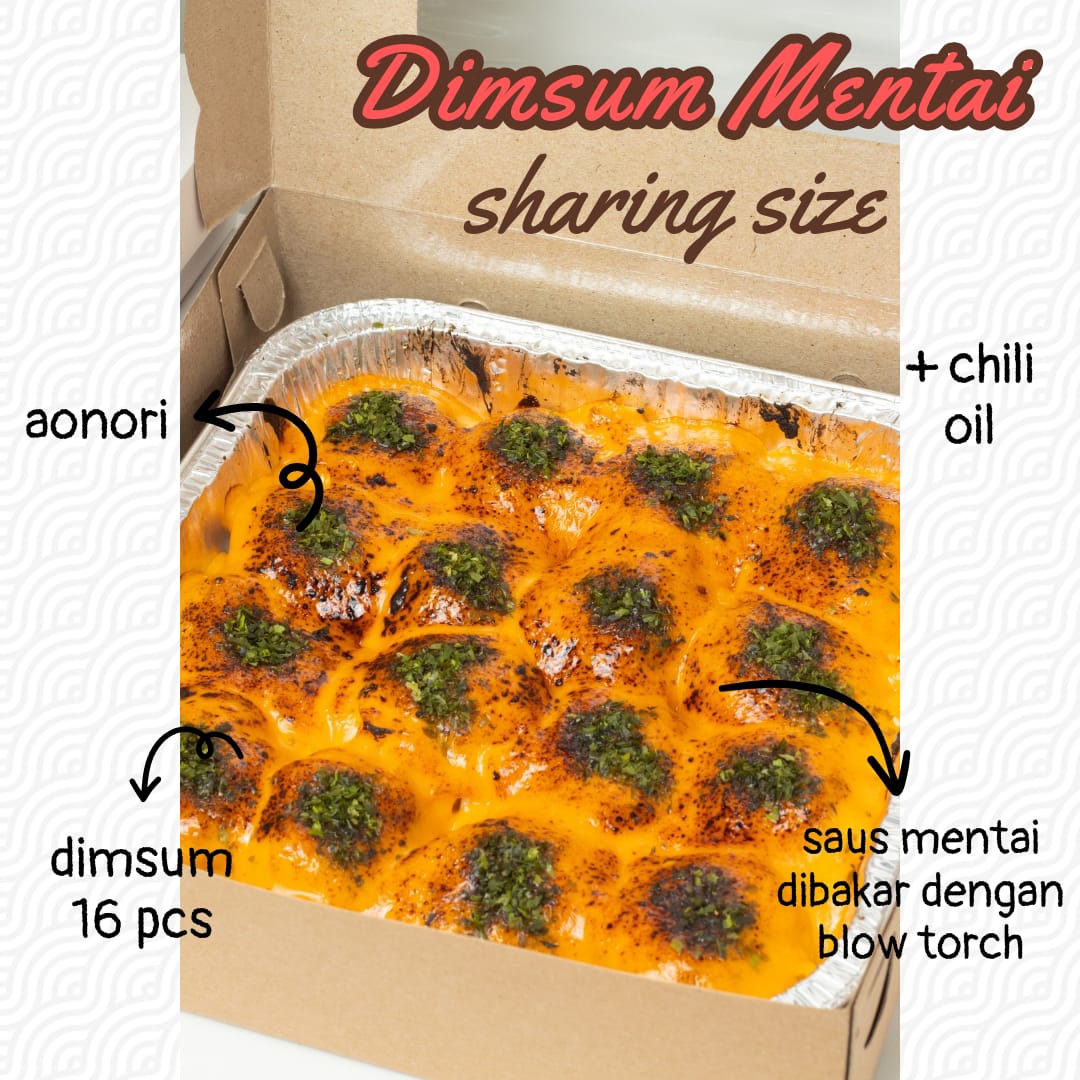 Dimsum Mentai
sharing size
+ chili
oil
aonori
dimsum
16 pcs
saus mentai
dibakar dengan
blow torch